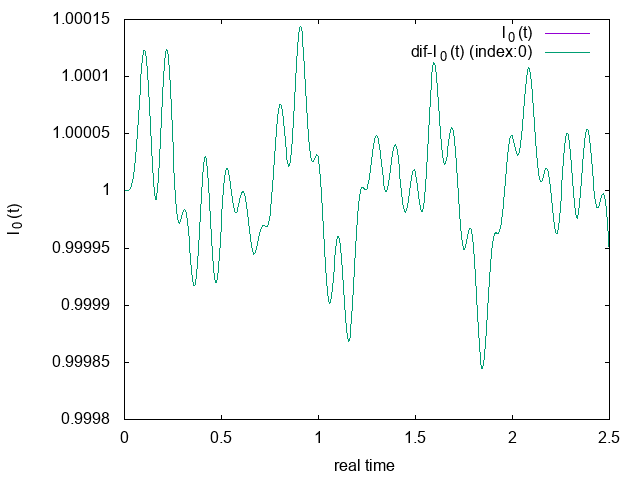 1.00015
I0(t)
dif-I0(t) (index:0)
1.0001
1.00005
1
0.99995
0.9999
0.99985
0.9998
I0(t)
0 0.5 1 1.5 2 2.5
real time